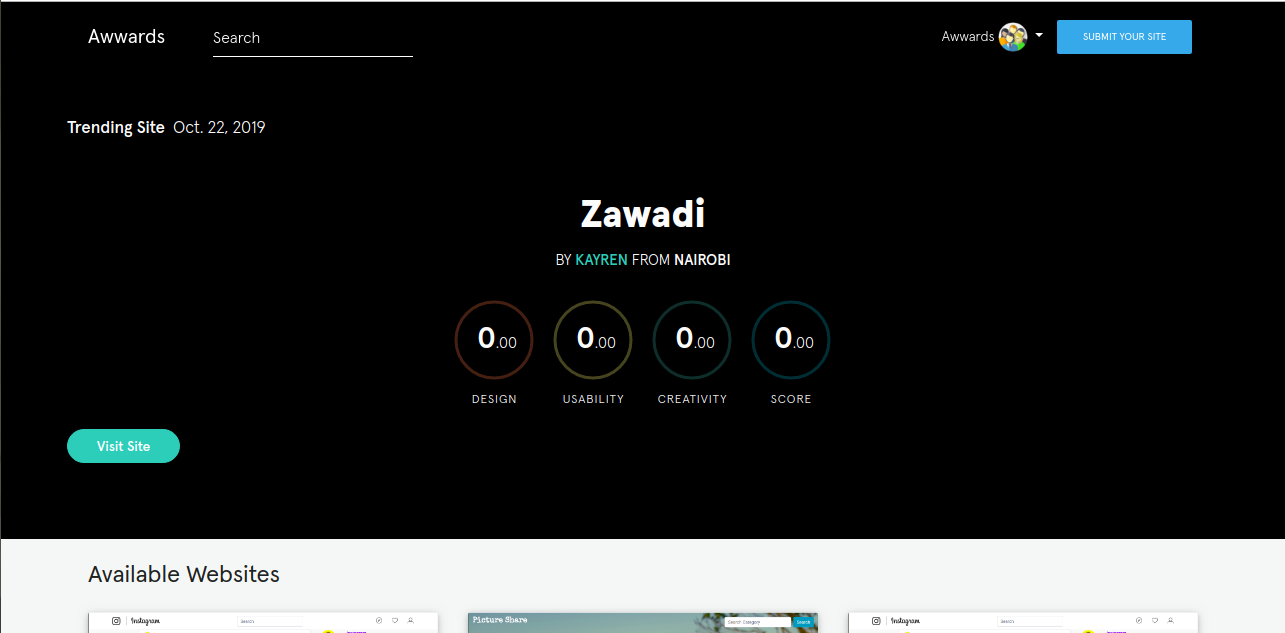 Awwards Search Awwards SUBMIT YOUR SITE
Trending Site Oct. 22, 2019
Zawadi
BY KAYREN FROM NAIROBI
0.00 0.00 0.00 0.00
DESIGN USABILITY CREATIVITY SCORE
Visit Site
Available Websites
Instagram Search Picture Share Search Category Search Instagram Search